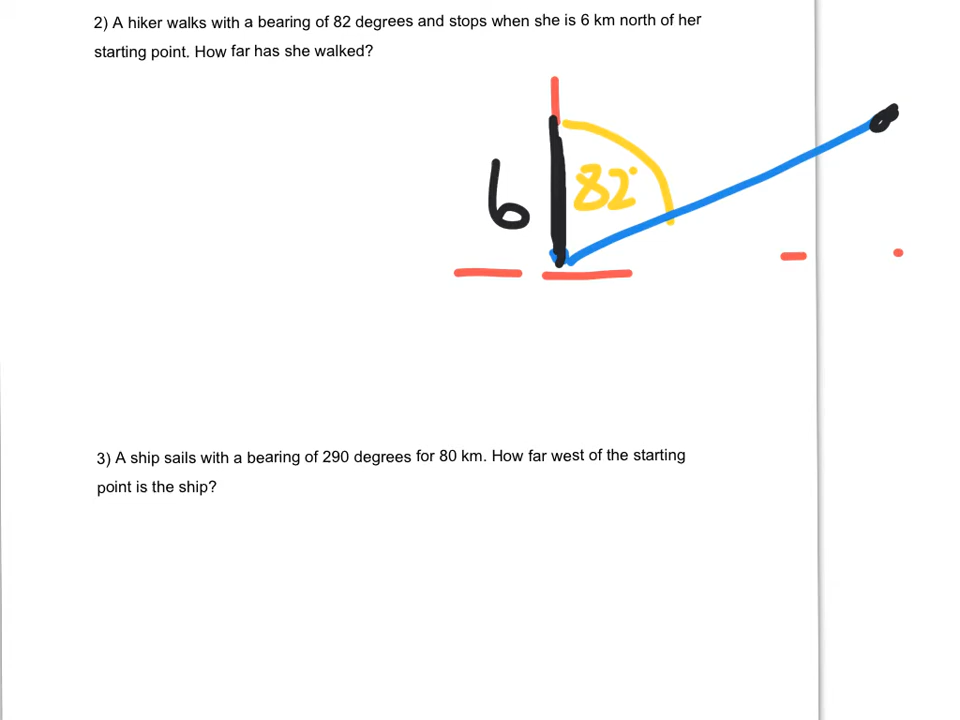 2) A hiker walks with a bearing of 82 degrees and stops when she is 6 km north of her
starting point. How far has she walked?
6 82°
3) A ship sails with a bearing of 290 degrees for 80 km. How far west of the starting
point is the ship?